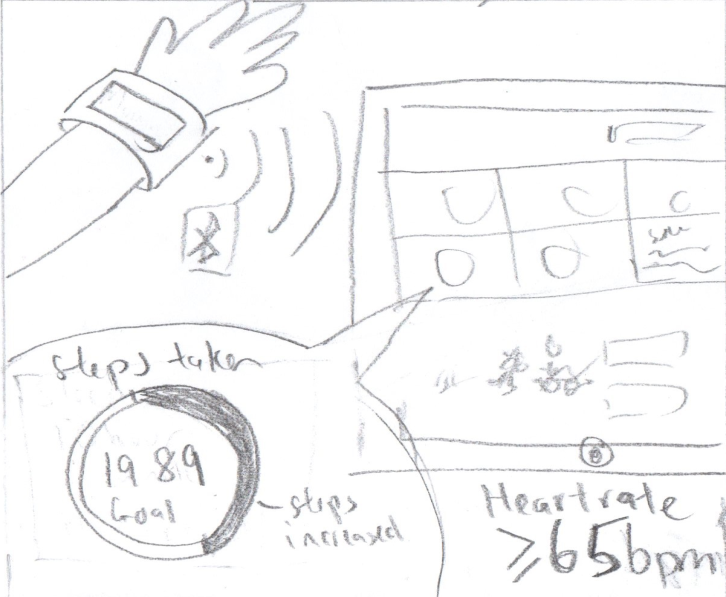 steps taken
1989
Goal
steps
increased
Heartrate
≥65bpm